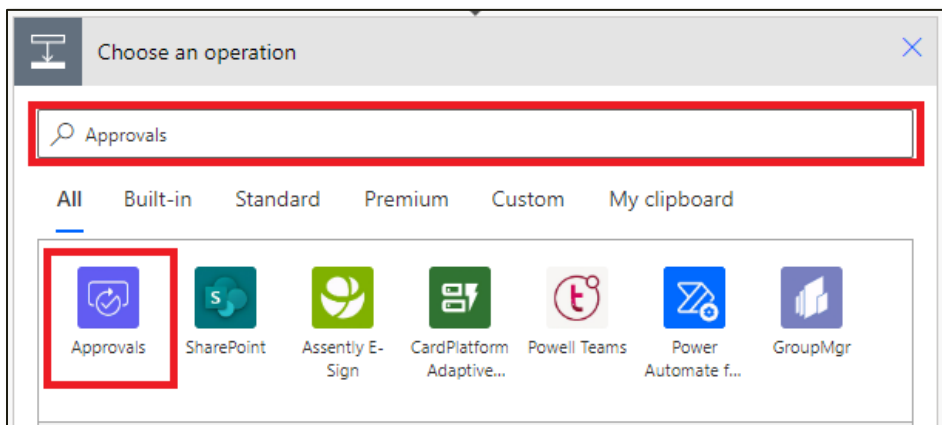 Choose an operation
Approvals
All Built-in Standard Premium Custom My clipboard
S
t
Approvals SharePoint Assently E- CardPlatform Powell Teams Power GroupMgr
Sign Adaptive... Automate f...